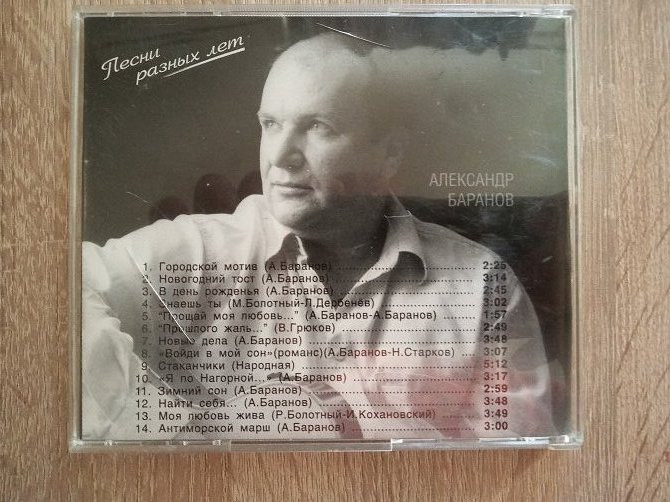 Песни
разных лет
АЛЕКСАНДР
БАРАНОВ
1. Городской мотив (А.Баранов) 2:25
2. Новогодний тост (А.Баранов) 3:14
3. В день рожденья (А.Баранов) 2:45
4. Знаешь ты (М.Болотный-Л.Дербенёв) 3:02
5. "Прощай моя любовь..." (А.Баранов-А.Баранов) 1:57
6. "Прошлого жаль..." (В.Грюков) 2:49
7. Новые дела (А.Баранов) 3:48
8. «Войди в мой сон»(романс)(А.Баранов-Н.Старков) 3:07
9. Стаканчики (Народная) 5:12
10. «Я по Нагорной...» (А.Баранов) 3:17
11. Зимний сон (А.Баранов) 2:59
12. Найти себя... (А.Баранов) 3:48
13. Моя любовь жива (Р.Болотный-И.Кохановский) 3:49
14. Антиморской марш (А.Баранов) 3:00